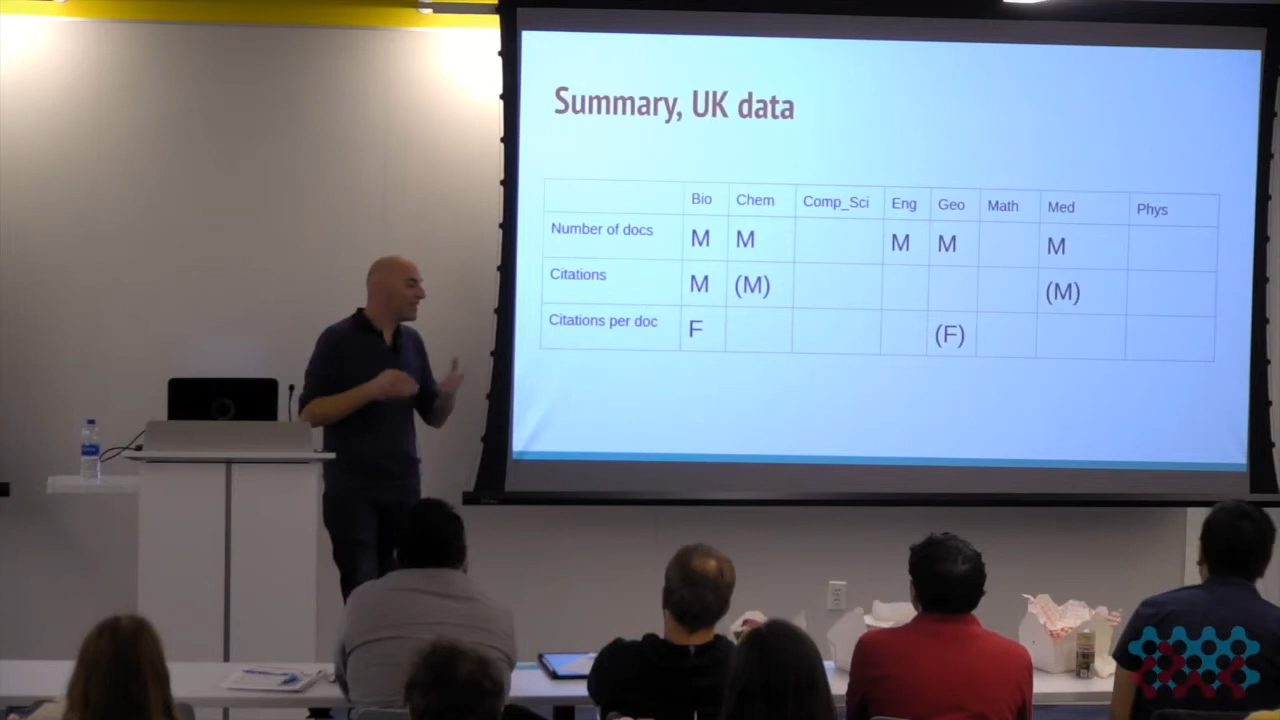 Summary, UK data
Bio Chem Comp_Sci Eng Geo Math Med Phys
Number of docs M M M M M
Citations M (M) (M)
Citations per doc F (F)